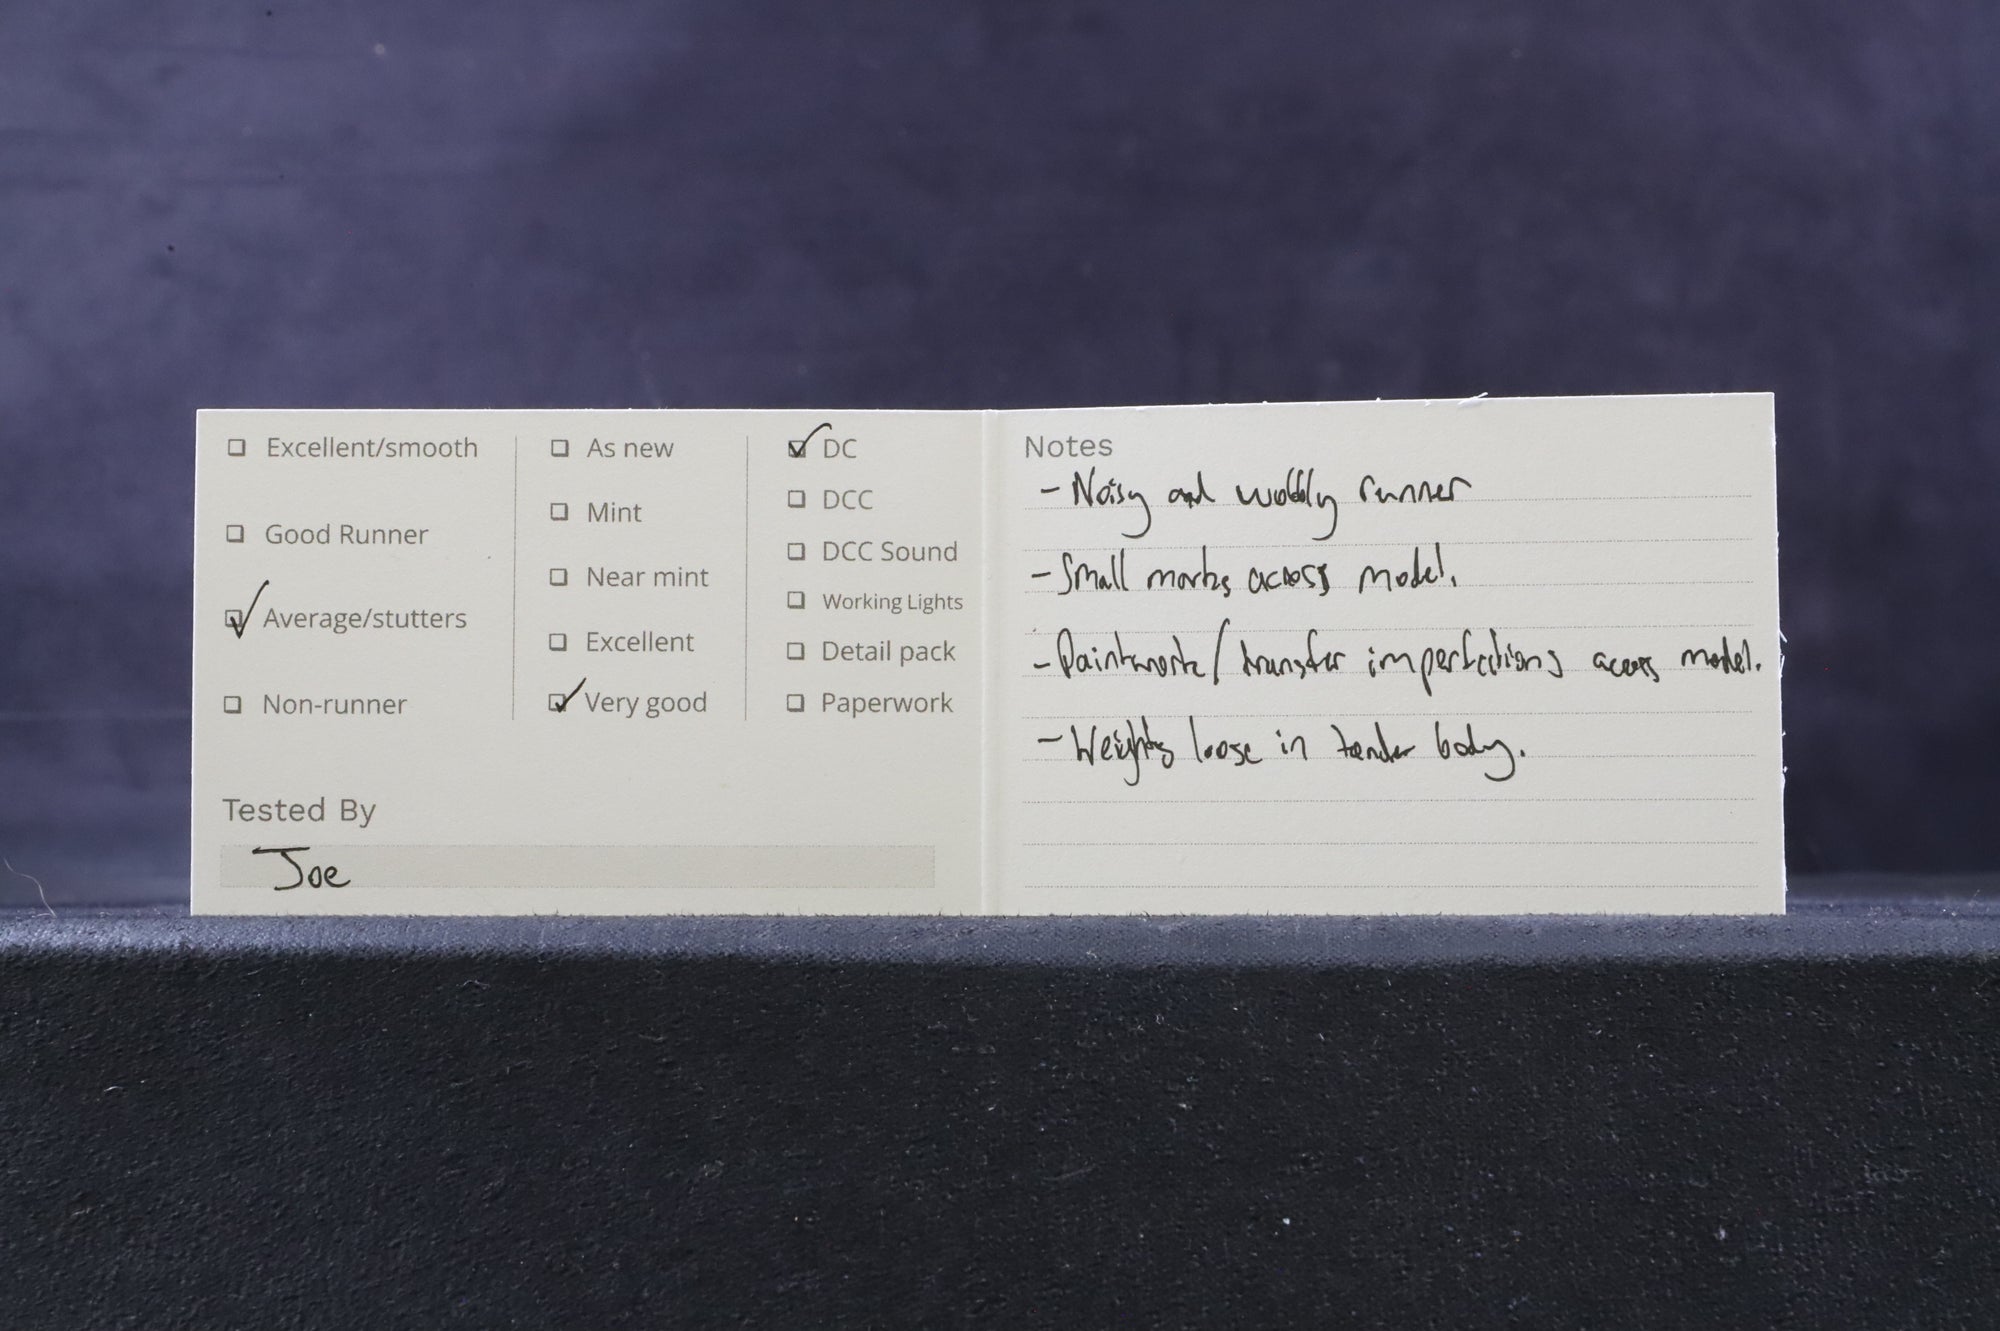 Excellent/smooth
Good Runner
Average/stutters
Non-runner
As new
Mint
Near mint
Excellent
Very good
DC
DCC
DCC Sound
Working Lights
Detail pack
Paperwork
Tested By
Joe
Notes
- Noisy and wobbly runner
- Small marks across model.
- Paintwork/transfer imperfections across model.
- Weights loose in tender body.